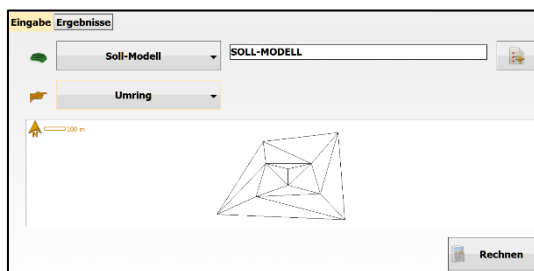 Eingabe Ergebnisse
Soll-Modell SOLL-MODELL
Umring
N 100 m
Rechnen